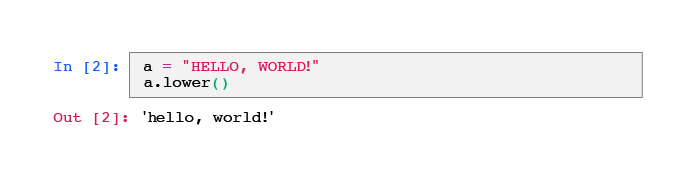 In [2]: a = "HELLO, WORLD!"
a.lower()
Out [2]: 'hello, world!'